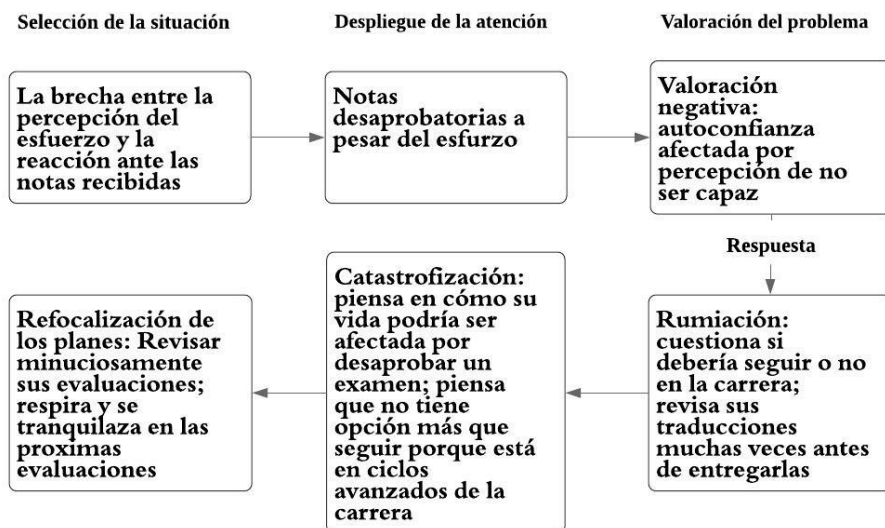 Selección de la situación
Despliegue de la atención
Valoración del problema
La brecha entre la
percepción del
esfuerzo y la
reacción ante las
notas recibidas
Notas
desaprobatorias a
pesar del esfurzo
Valoración
negativa:
autoconfianza
afectada por
percepción de no
ser capaz
Respuesta
Rumiación:
cuestiona si
debería seguir o no
en la carrera;
revisa sus
traducciones
muchas veces antes
de entregarlas
Catastrofización:
piensa en cómo su
vida podría ser
afectada por
desaprobar un
examen; piensa
que no tiene
opción más que
seguir porque está
en ciclos
avanzados de la
carrera
Refocalización de
los planes: Revisar
minuciosamente
sus evaluaciones;
respira y se
tranquilaza en las
proximas
evaluaciones